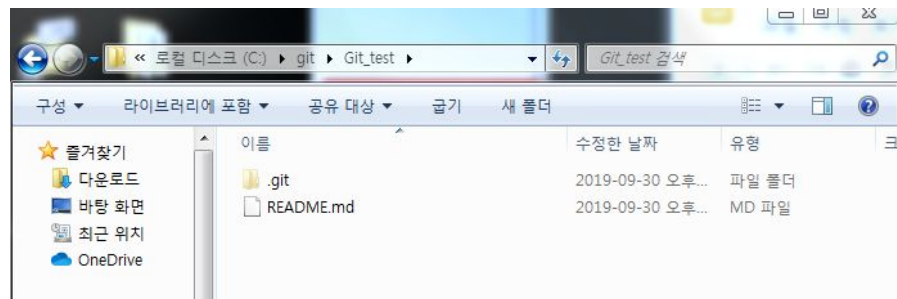 « 로컬 디스크 (C:) ▸ git ▸ Git_test ▸
Git_test 검색
구성 ▼ 라이브러리에 포함 ▼ 공유 대상 ▼ 굽기 새 폴더
즐겨찾기
다운로드
바탕 화면
최근 위치
OneDrive
이름 수정한 날짜 유형 크
.git 2019-09-30 오후... 파일 폴더
README.md 2019-09-30 오후... MD 파일